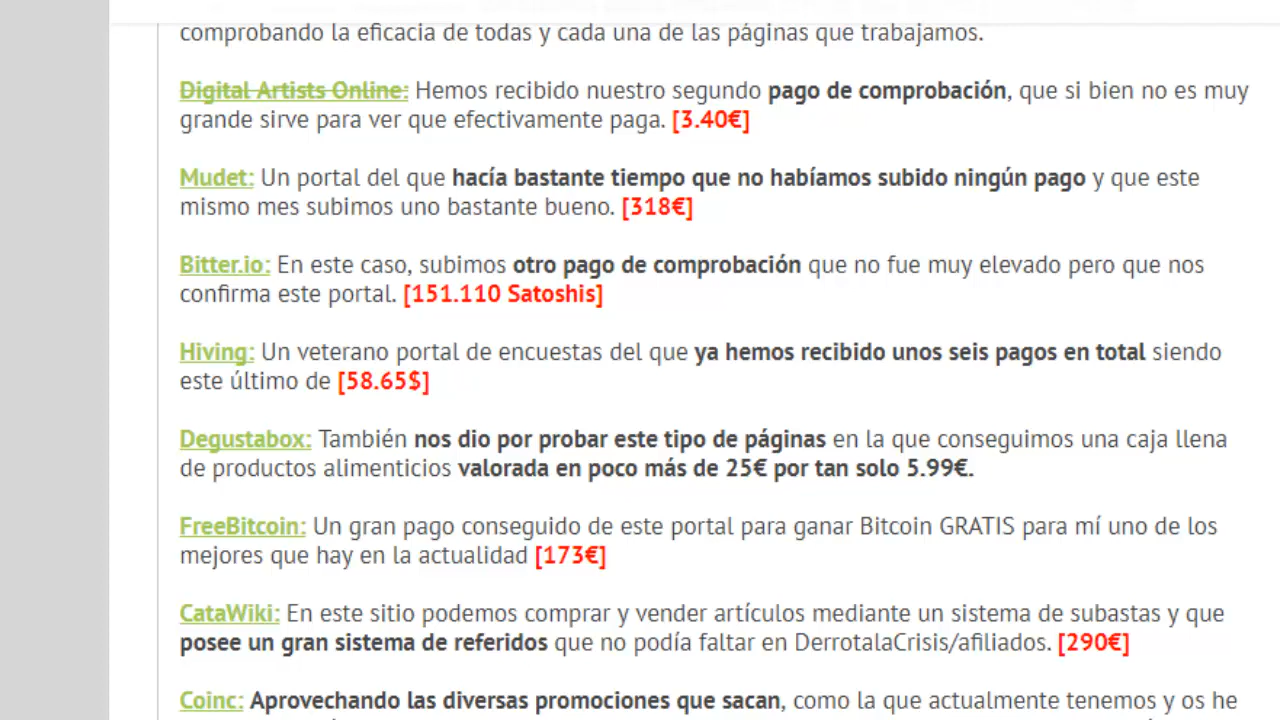 comprobando la eficacia de todas y cada una de las páginas que trabajamos.
Digital Artists Online: Hemos recibido nuestro segundo pago de comprobación, que si bien no es muy
grande sirve para ver que efectivamente paga. [3.40€]
Mudet: Un portal del que hacía bastante tiempo que no habíamos subido ningún pago y que este
mismo mes subimos uno bastante bueno. [318€]
Bitter.io: En este caso, subimos otro pago de comprobación que no fue muy elevado pero que nos
confirma este portal. [151.110 Satoshis]
Hiving: Un veterano portal de encuestas del que ya hemos recibido unos seis pagos en total siendo
este último de [58.65$]
Degustabox: También nos dio por probar este tipo de páginas en la que conseguimos una caja llena
de productos alimenticios valorada en poco más de 25€ por tan solo 5.99€.
FreeBitcoin: Un gran pago conseguido de este portal para ganar Bitcoin GRATIS para mí uno de los
mejores que hay en la actualidad [173€]
CataWiki: En este sitio podemos comprar y vender artículos mediante un sistema de subastas y que
posee un gran sistema de referidos que no podía faltar en DerrotalaCrisis/afiliados. [290€]
Coinc: Aprovechando las diversas promociones que sacan, como la que actualmente tenemos y os he